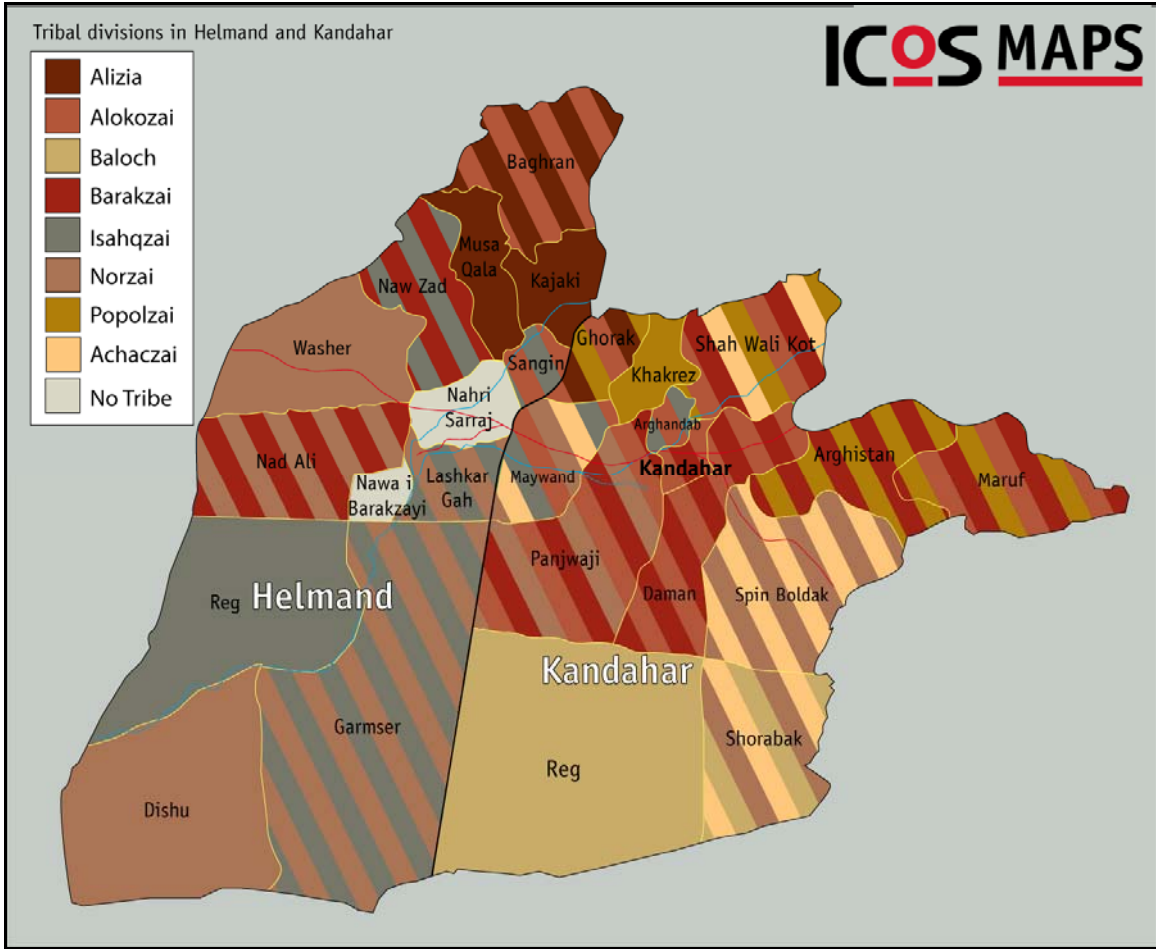 Tribal divisions in Helmand and Kandahar
ICOS MAPS
Alizia
Alokozai
Baloch
Barakzai
Isahqzai
Norzai
Popolzai
Achaczai
No Tribe
Baghran
Musa
Qala
Kajaki
Naw Zad
Washer
Sangin
Ghorak
Shah Wali Kot
Khakrez
Nahri
Sarraj
Arghandab
Kandahar
Arghistan
Maruf
Nad Ali
Nawa i
Barakzayi
Lashkar
Gah
Maywand
Panjwaji
Daman
Spin Boldak
Reg
Helmand
Kandahar
Garmser
Shorabak
Reg
Dishu